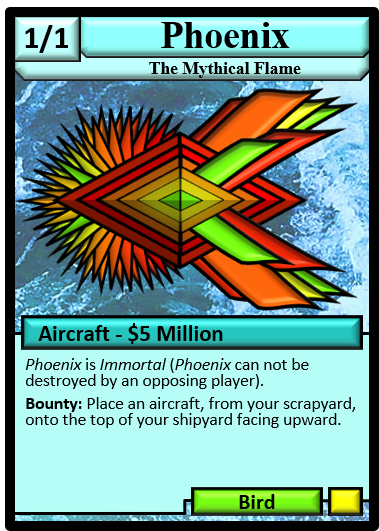 1/1
Phoenix
The Mythical Flame
Aircraft - $5 Million
Phoenix is Immortal (Phoenix can not be
destroyed by an opposing player).
Bounty: Place an aircraft, from your scrapyard,
onto the top of your shipyard facing upward.
Bird